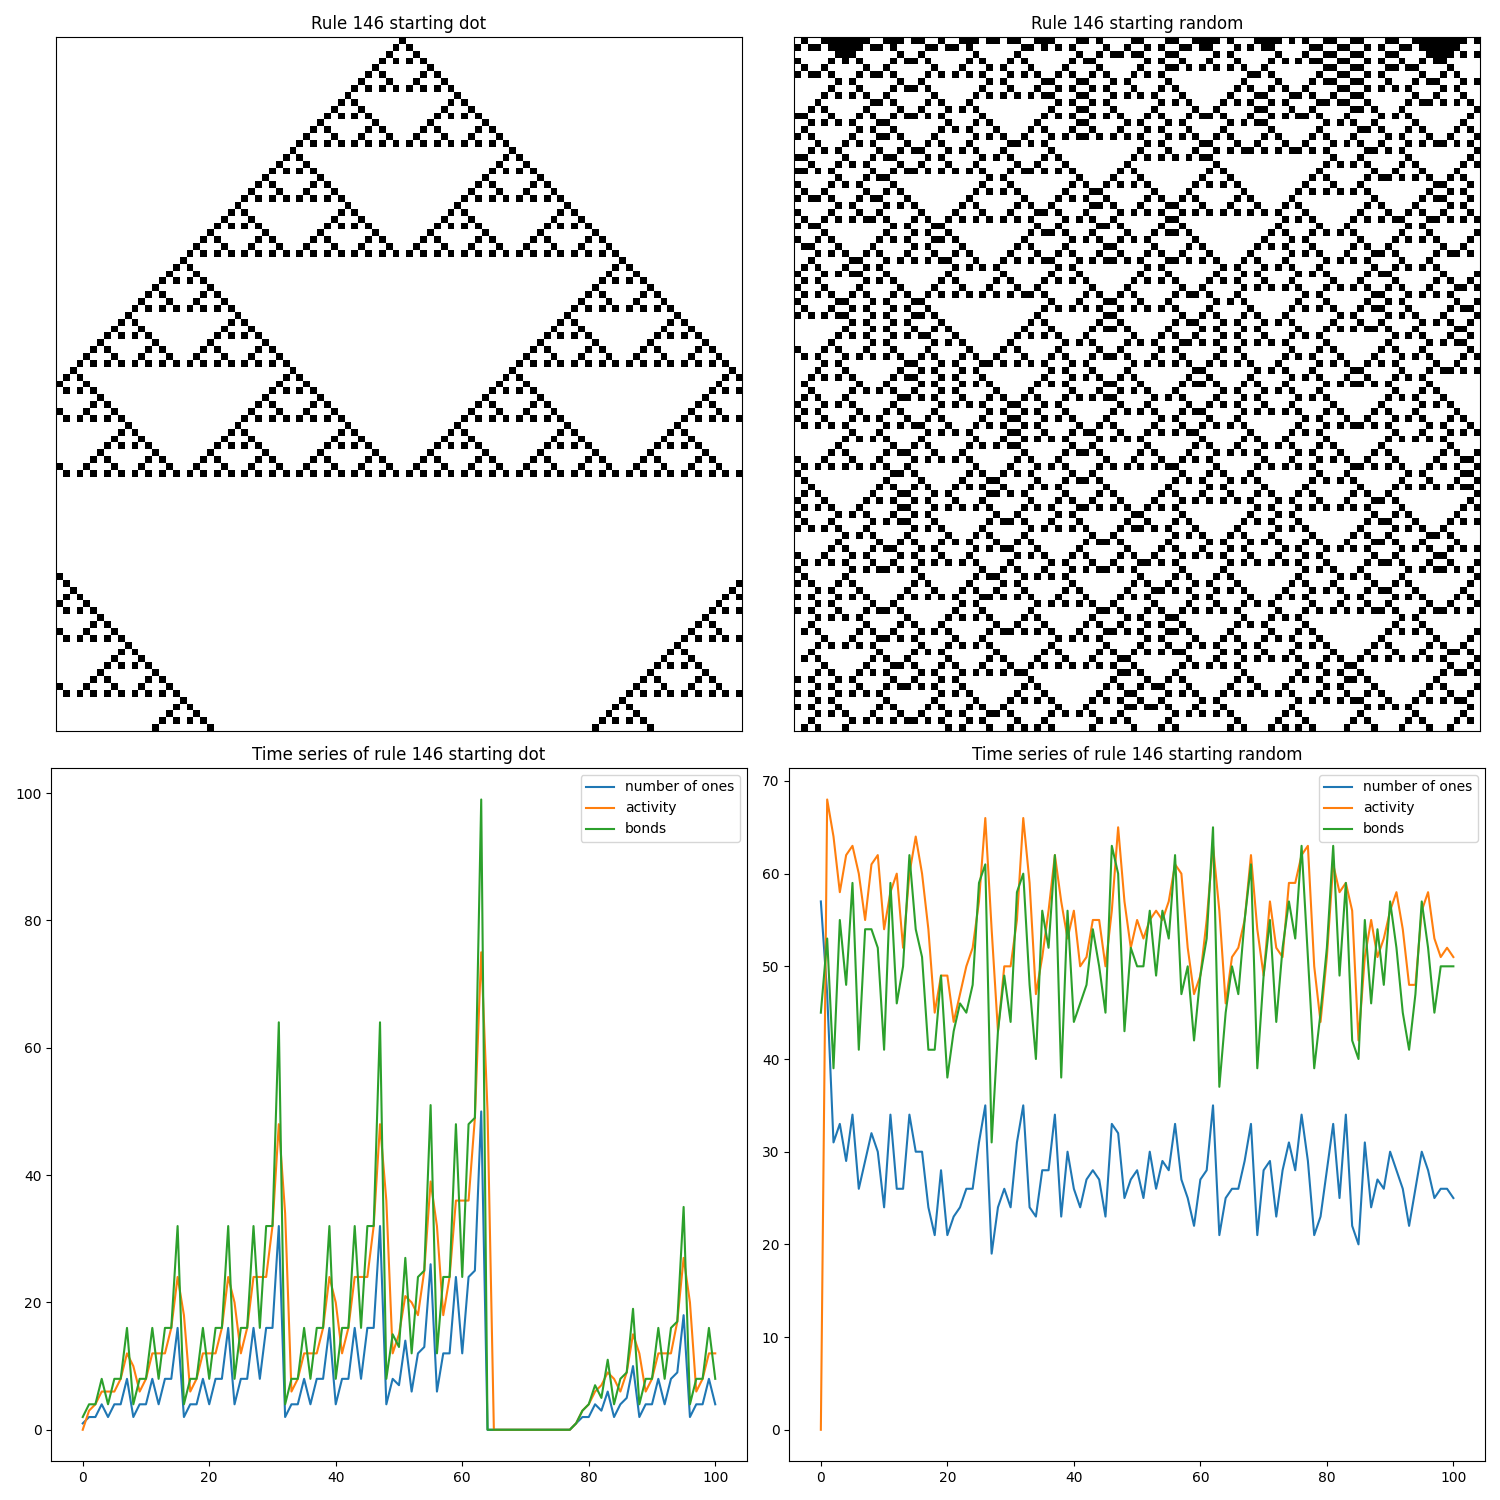 Rule 146 starting dot
Rule 146 starting random
Time series of rule 146 starting dot
number of ones
activity
bonds
100
80
60
40
20
0
0
20
40
60
80
100
Time series of rule 146 starting random
number of ones
activity
bonds
70
60
50
40
30
20
10
0
0
20
40
60
80
100